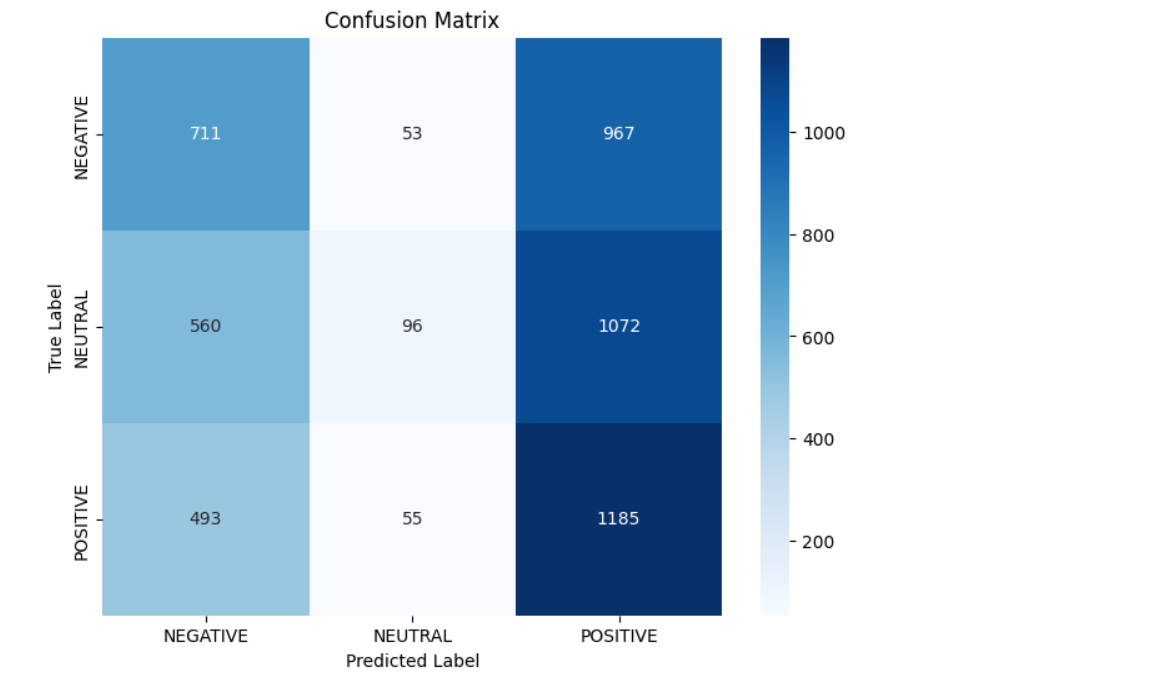 Confusion Matrix
True Label
NEGATIVE
711 53 967
NEUTRAL
560 96 1072
POSITIVE
493 55 1185
NEGATIVE NEUTRAL POSITIVE
Predicted Label
1000
800
600
400
200